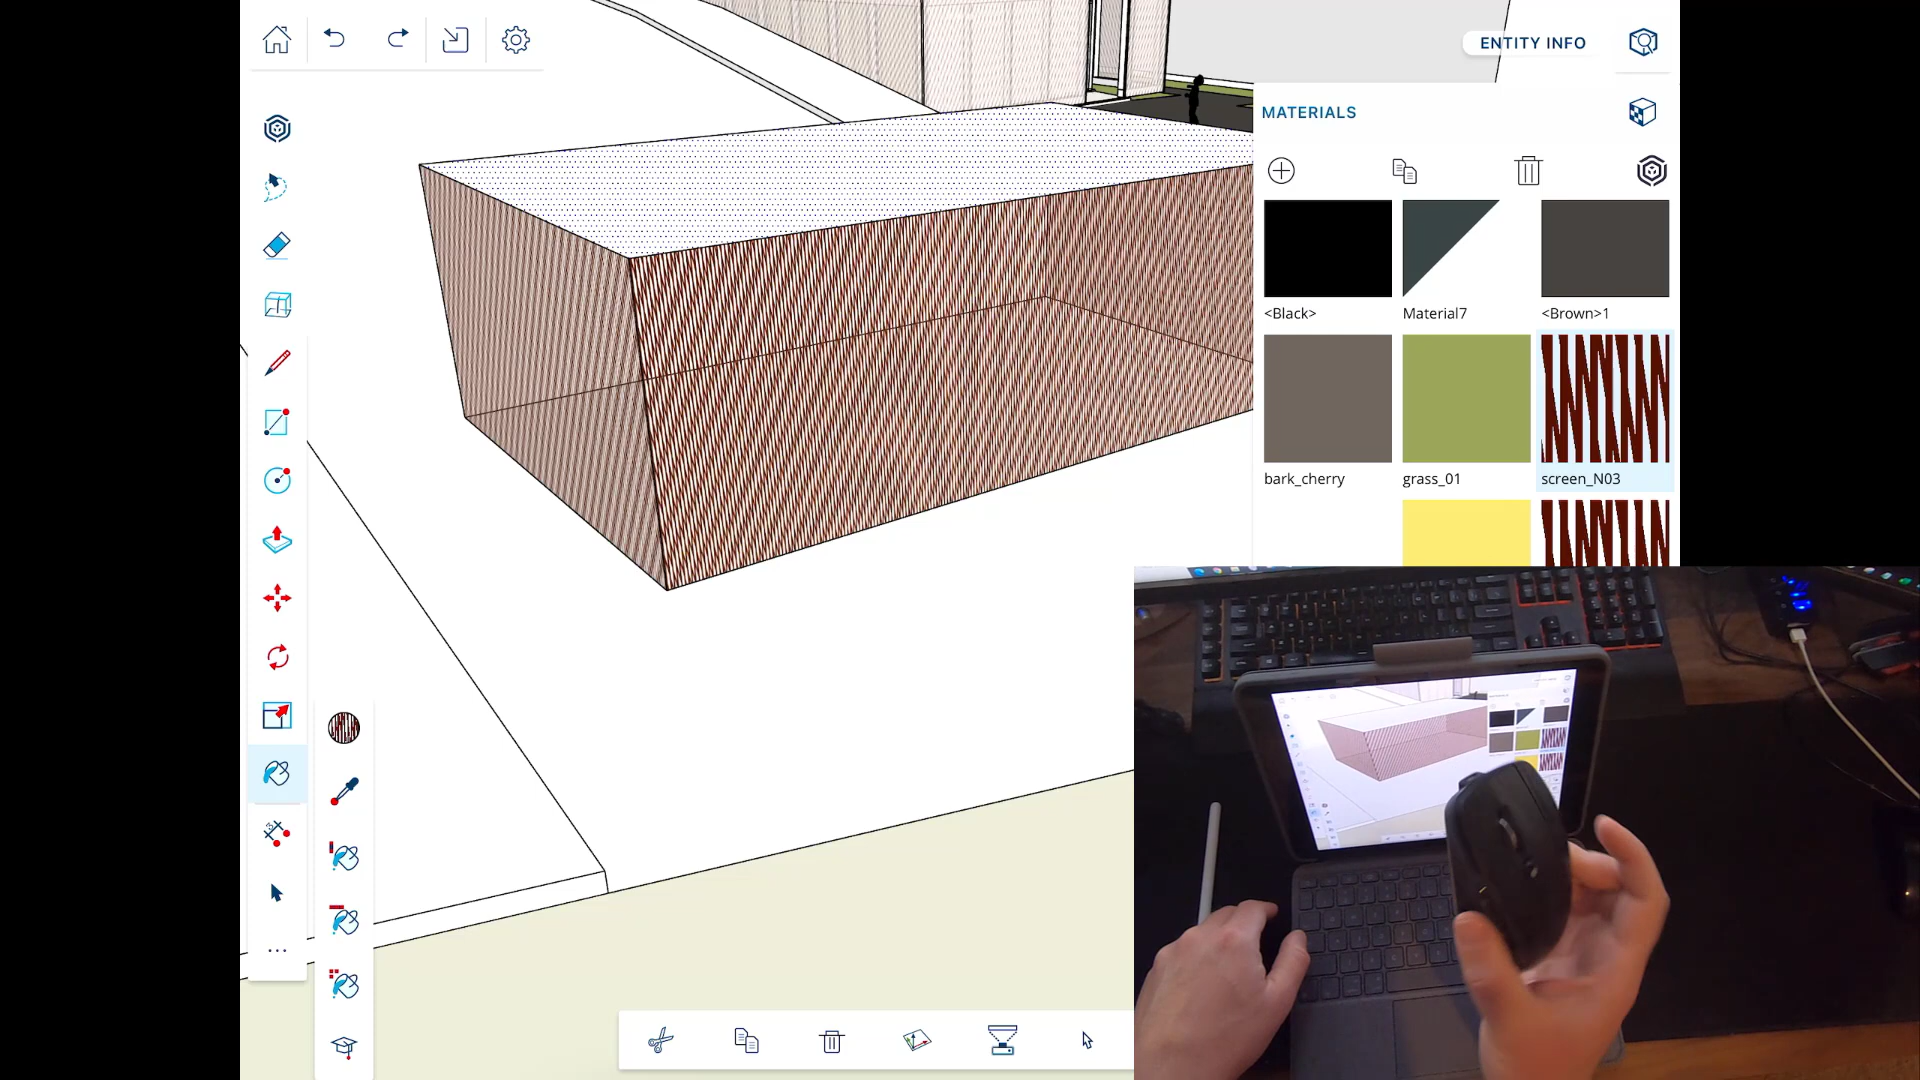 ENTITY INFO
MATERIALS
<Black>
Material7
<Brown>1
bark_cherry
grass_01
screen_N03